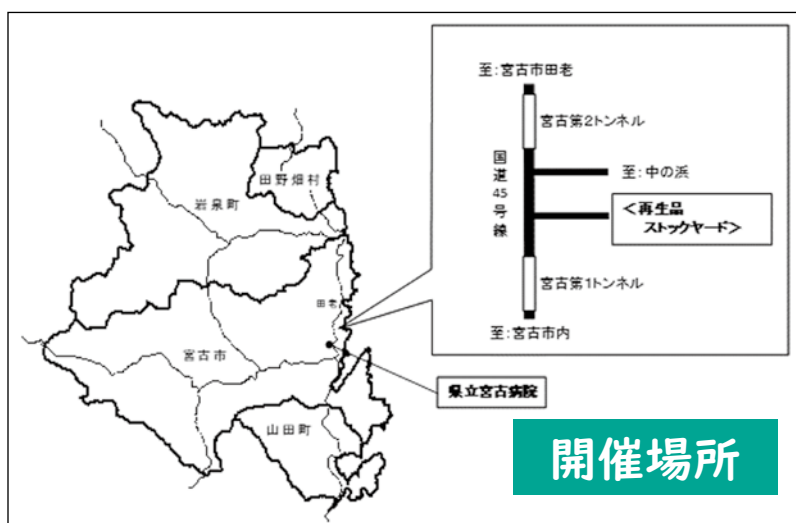 至:宮古市田老
宮古第2トンネル
国道45号線
至:中の浜
<再生品
ストックヤード>
宮古第1トンネル
至:宮古市内
田野畑村
岩泉町
田老
宮古市
県立宮古病院
山田町
開催場所